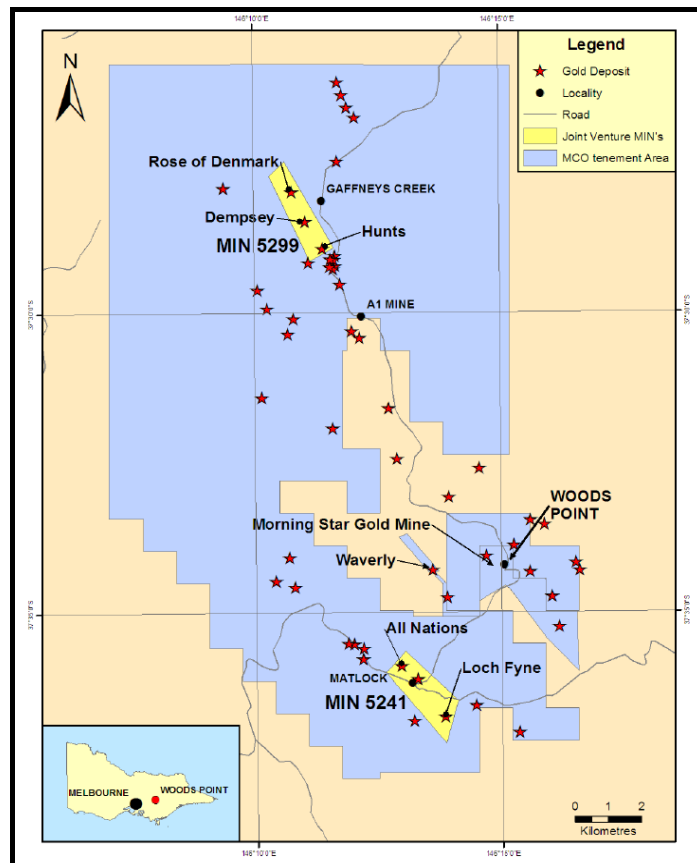 146°10'0"E
146°15'0"E
Legend
Gold Deposit
Locality
Road
Joint Venture MIN's
MCO tenement Area
N
Rose of Denmark
GAFFNEYS CREEK
Dempsey
Hunts
MIN 5299
A1 MINE
37°30'0"S
37°30'0"S
WOODS
POINT
Morning Star Gold Mine
Waverly
37°35'0"S
37°35'0"S
All Nations
Loch Fyne
MATLOCK
MIN 5241
MELBOURNE
WOODS POINT
0 1 2
Kilometres
146°10'0"E
146°15'0"E